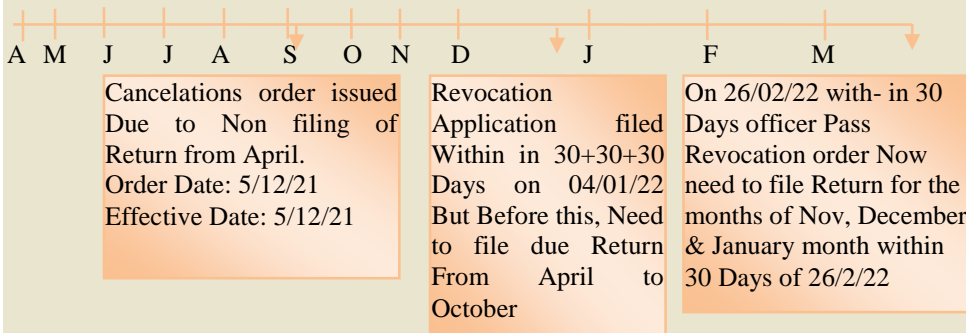 A M J J A S O N D J F M
Cancelations order issued
Due to Non filing of
Return from April.
Order Date: 5/12/21
Effective Date: 5/12/21
Revocation
Application filed
Within in 30+30+30
Days on 04/01/22
But Before this, Need
to file due Return
From April to
October
On 26/02/22 with- in 30
Days officer Pass
Revocation order Now
need to file Return for the
months of Nov, December
& January month within
30 Days of 26/2/22